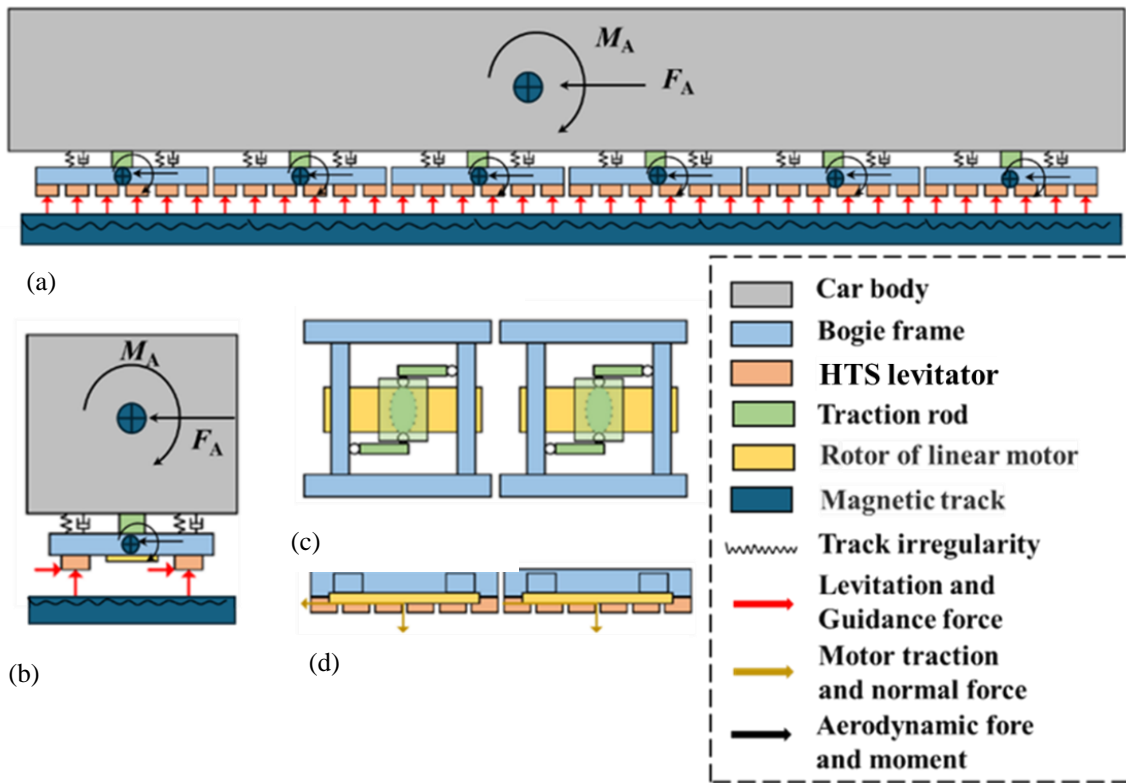 M_A
F_A
(a)
M_A
F_A
(b)
(c)
(d)
Car body
Bogie frame
HTS levitator
Traction rod
Rotor of linear motor
Magnetic track
Track irregularity
Levitation and
Guidance force
Motor traction
and normal force
Aerodynamic fore
and moment